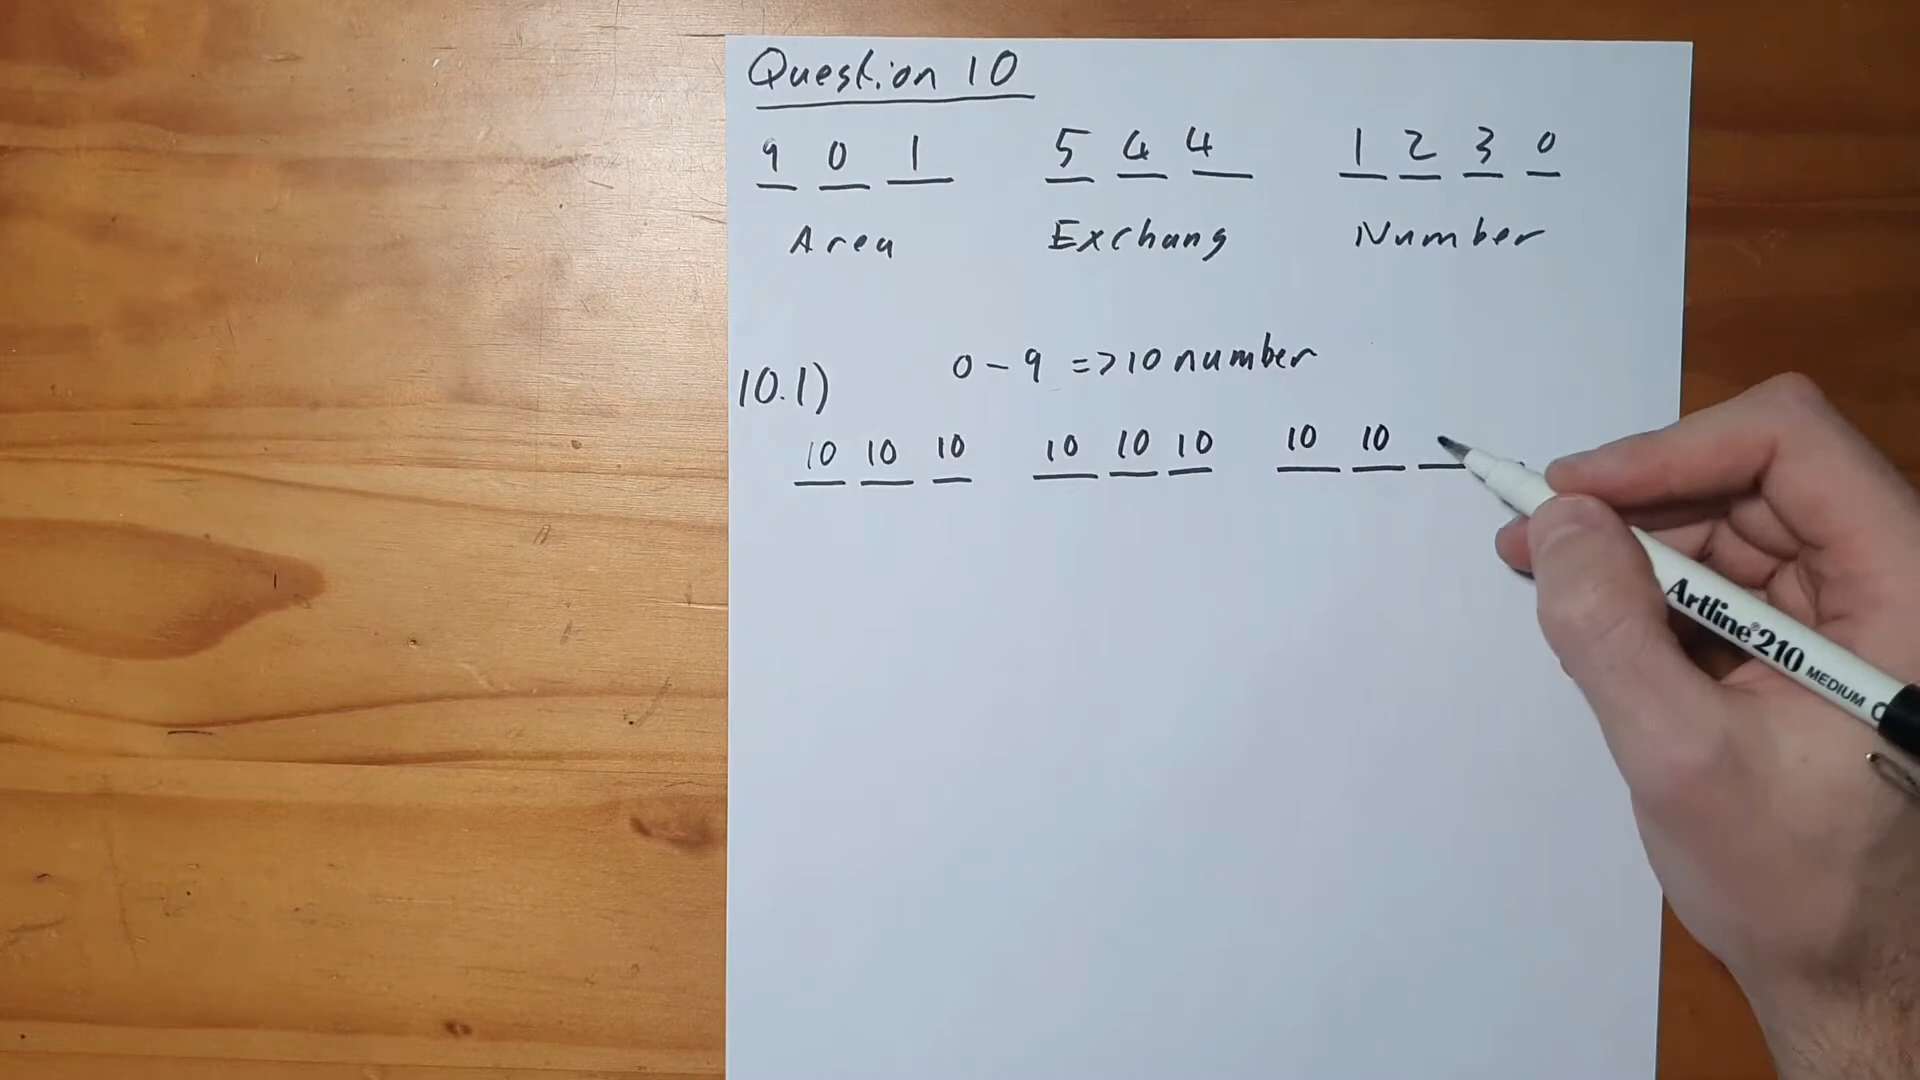 Question 10
9 0 1 5 4 4 1 2 3 0
Area Exchang Number
0 - 9 => 10 number
10.1)
10 10 10 10 10 10 10 10
Artline 210 MEDIUM